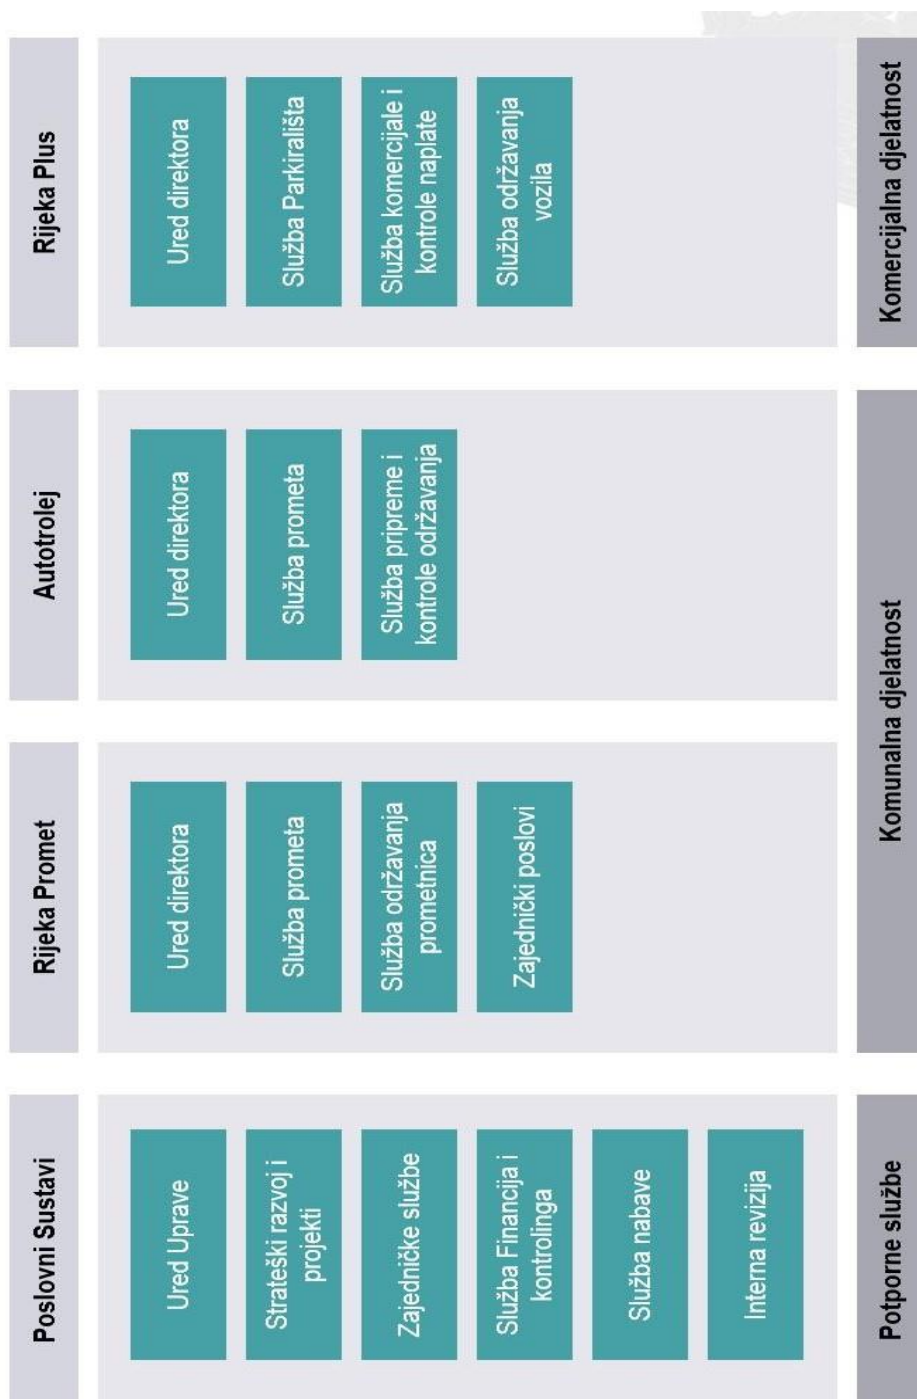 Poslovni Sustavi
Ured Uprave
Strateški razvoj i
projekti
Zajedničke službe
Služba Financija i
kontrolinga
Služba nabave
Interna revizija
Potporne službe
Rijeka Promet
Ured direktora
Služba prometa
Služba održavanja
prometnica
Zajednički poslovi
Autotrolej
Ured direktora
Služba prometa
Služba pripreme i
kontrole održavanja
Komunalna djelatnost
Rijeka Plus
Ured direktora
Služba Parkirališta
Služba komercijale i
kontrole naplate
Služba održavanja
vozila
Komercijalna djelatnost